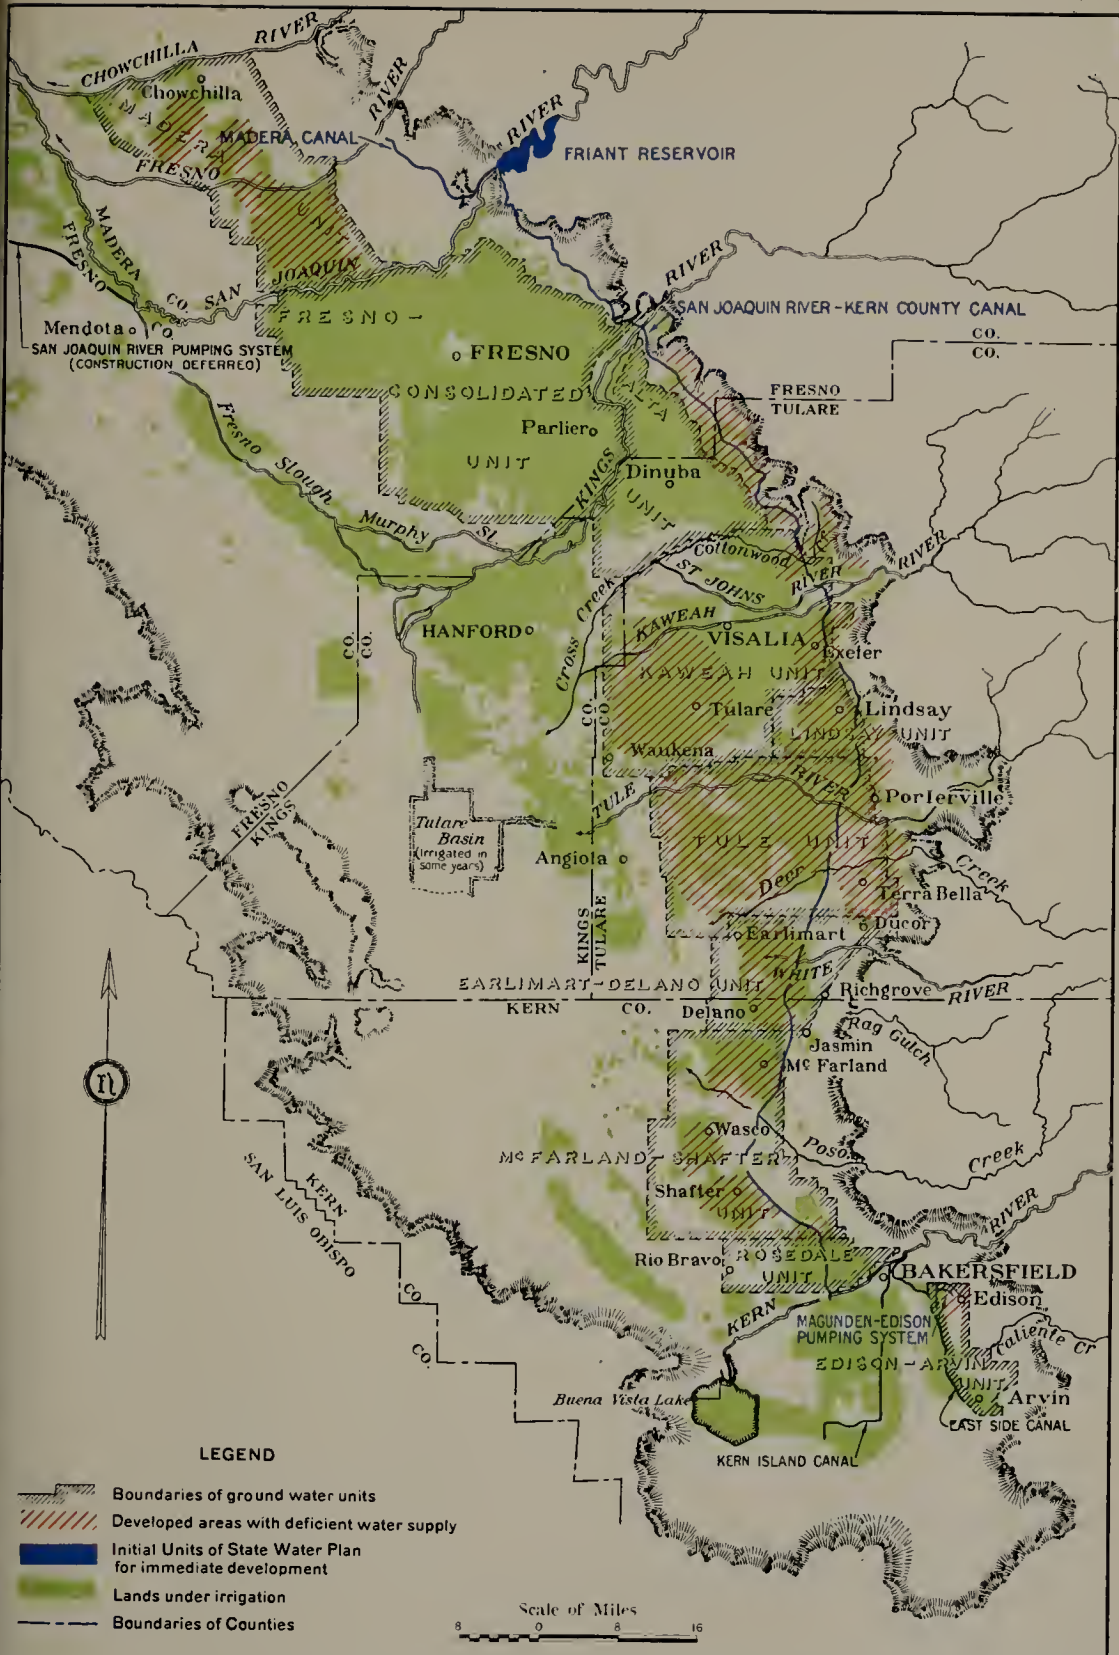 CHOWCHILLA RIVER
Chowchilla
MADERA
UNIT
MADERA CANAL
RIVER
RIVER
FRIANT RESERVOIR
FRESNO
MADERA
FRESNO
CO.
CO.
SAN
JOAQUIN
RIVER
SAN JOAQUIN RIVER-KERN COUNTY CANAL
CO.
CO.
Mendota
SAN JOAQUIN RIVER PUMPING SYSTEM
(CONSTRUCTION DEFERRED)
FRESNO-
FRESNO
CONSOLIDATED
UNIT
Parlier
ALTA
UNIT
FRESNO
TULARE
Dinuba
Fresno Slough
Murphy Sl.
KINGS
Cottonwood
Cross Creek
ST JOHNS
RIVER
RIVER
KAWEAH
HANFORD
CO.
CO.
VISALIA
Exeter
KAWEAH UNIT
CO.
CO.
Tulare
Lindsay
LINDSAY UNIT
Waukena
TULE
RIVER
Porterville
FRESNO
KINGS
Tulare
Basin
(Irrigated in
some years)
TULE UNIT
Angiola
Deer
Creek
Terra Bella
KINGS
TULARE
Earlimart
Ducor
WHITE
RIVER
EARLIMART-DELANO UNIT
Richgrove
KERN
CO.
Delano
Rag Gulch
Jasmin
Mc Farland
N
Wasco
Poso
Creek
McFARLAND-SHAFTER
UNIT
Shafter
KERN
SAN LUIS OBISPO
CO.
CO.
RIVER
Rio Bravo
ROSEDALE
UNIT
BAKERSFIELD
Edison
KERN
MAGUNDEN-EDISON
PUMPING SYSTEM
Caliente Cr
EDISON-ARVIN
UNIT
Arvin
Buena Vista Lake
EAST SIDE CANAL
KERN ISLAND CANAL
LEGEND
Boundaries of ground water units
Developed areas with deficient water supply
Initial Units of State Water Plan
for immediate development
Lands under irrigation
Boundaries of Counties
Scale of Miles
8 0 8 16